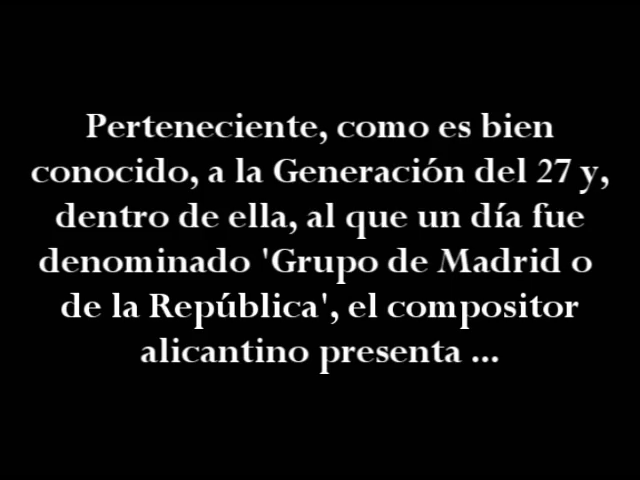 Perteneciente, como es bien
conocido, a la Generación del 27 y,
dentro de ella, al que un día fue
denominado 'Grupo de Madrid o
de la República', el compositor
alicantino presenta ...